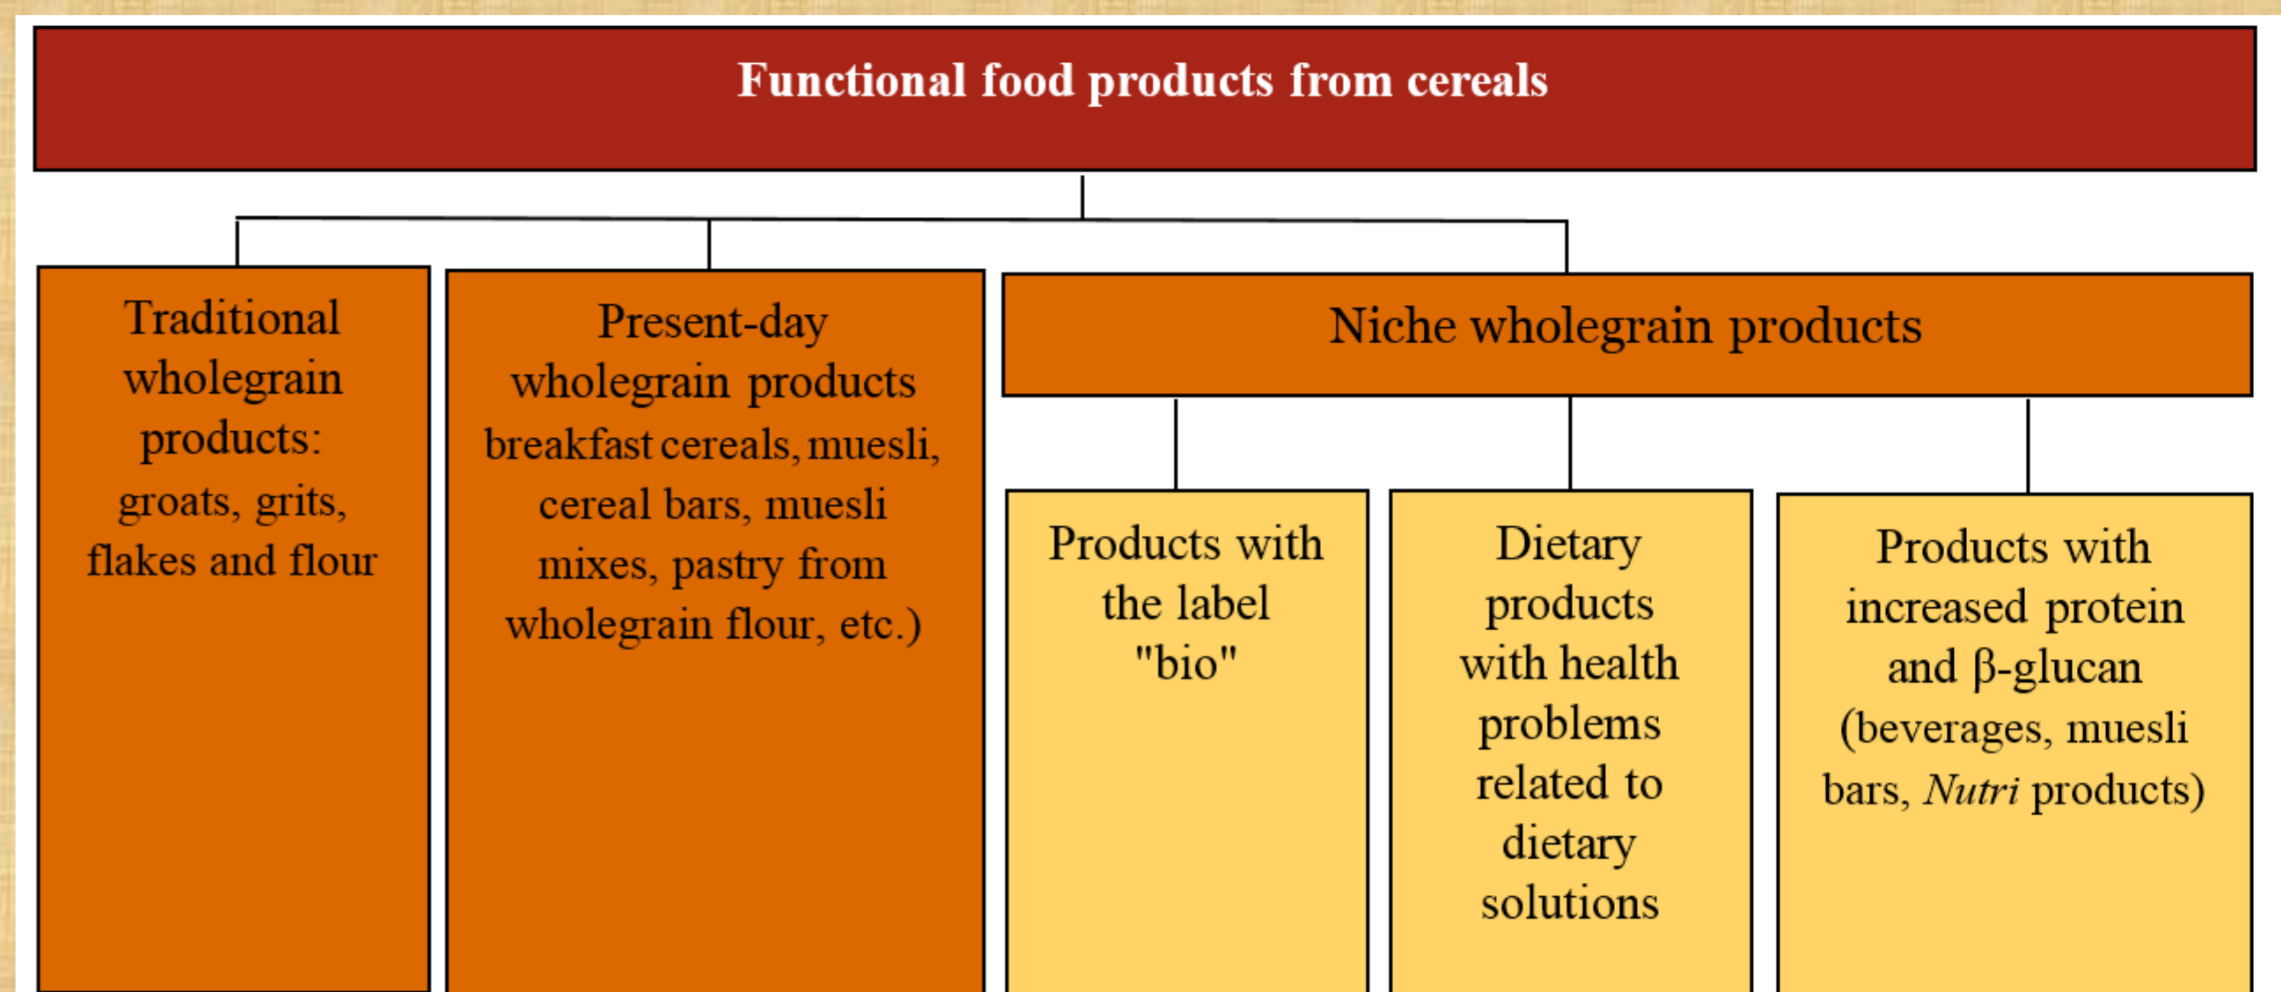 Functional food products from cereals
Traditional
wholegrain
products:
groats, grits,
flakes and flour
Present-day
wholegrain products
breakfast cereals, muesli,
cereal bars, muesli
mixes, pastry from
wholegrain flour, etc.)
Niche wholegrain products
Products with
the label
"bio"
Dietary
products
with health
problems
related to
dietary
solutions
Products with
increased protein
and β-glucan
(beverages, muesli
bars, Nutri products)